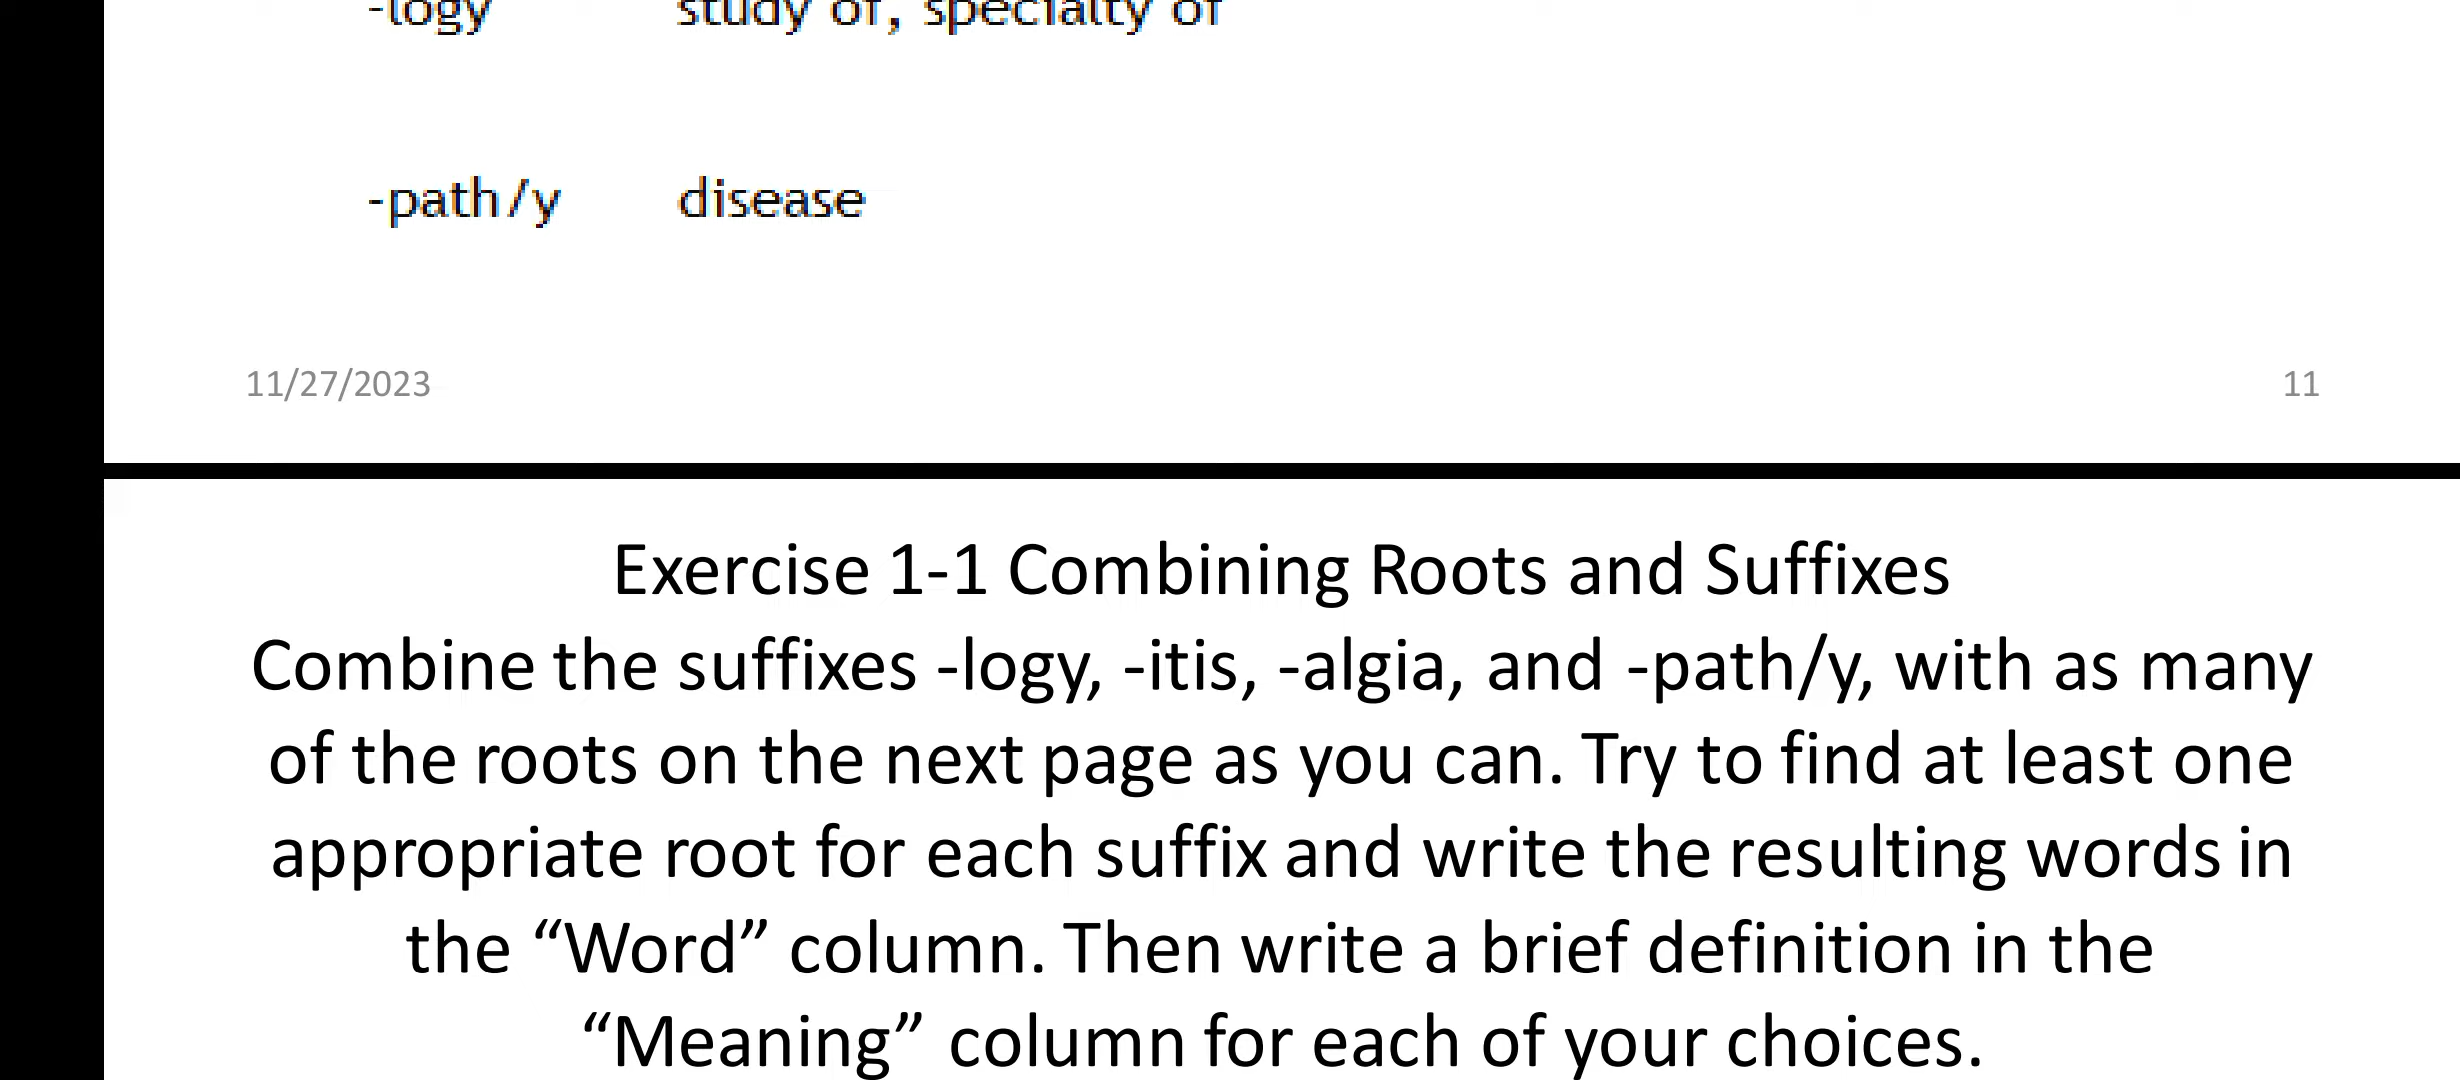 -logy study of, specialty of
-path/y disease
11/27/2023 11
Exercise 1-1 Combining Roots and Suffixes
Combine the suffixes -logy, -itis, -algia, and -path/y, with as many
of the roots on the next page as you can. Try to find at least one
appropriate root for each suffix and write the resulting words in
the “Word” column. Then write a brief definition in the
“Meaning” column for each of your choices.